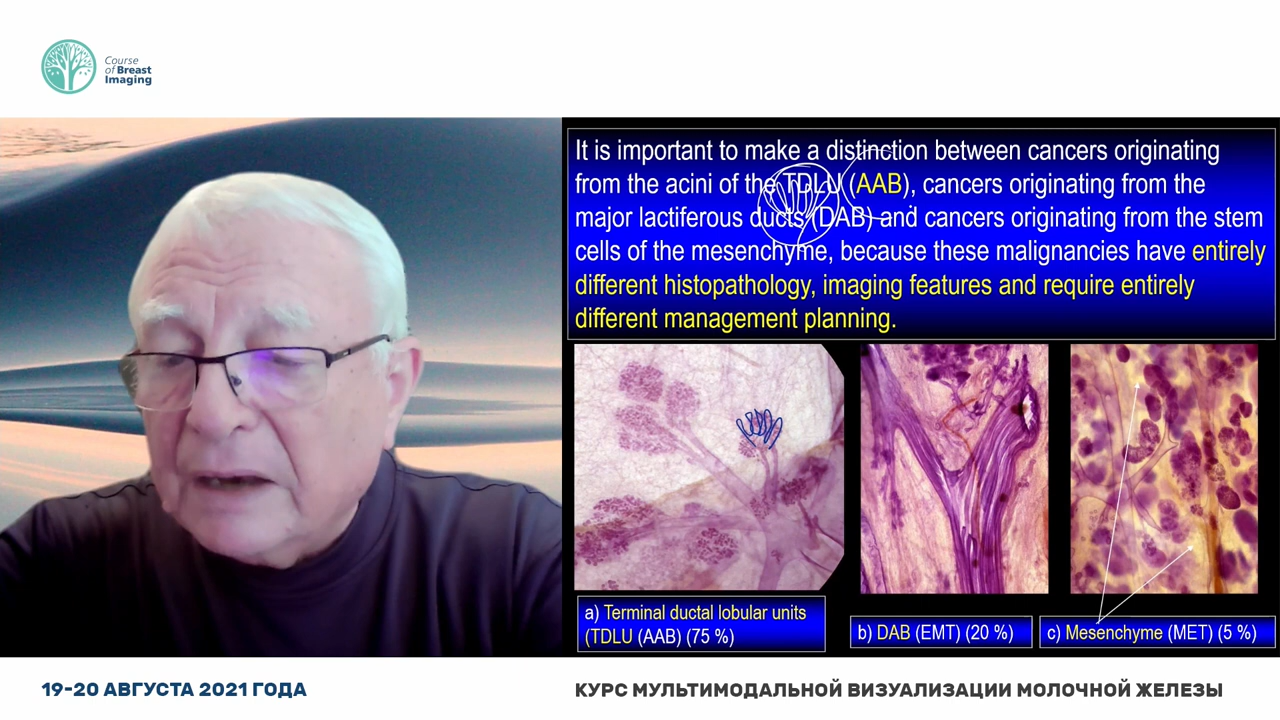 Course
of Breast
Imaging
It is important to make a distinction between cancers originating
from the acini of the TDLU (AAB), cancers originating from the
major lactiferous ducts (DAB) and cancers originating from the stem
cells of the mesenchyme, because these malignancies have entirely
different histopathology, imaging features and require entirely
different management planning.
a) Terminal ductal lobular units
(TDLU (AAB) (75 %)
b) DAB (EMT) (20 %)
c) Mesenchyme (MET) (5 %)
19-20 АВГУСТА 2021 ГОДА
КУРС МУЛЬТИМОДАЛЬНОЙ ВИЗУАЛИЗАЦИИ МОЛОЧНОЙ ЖЕЛЕЗЫ